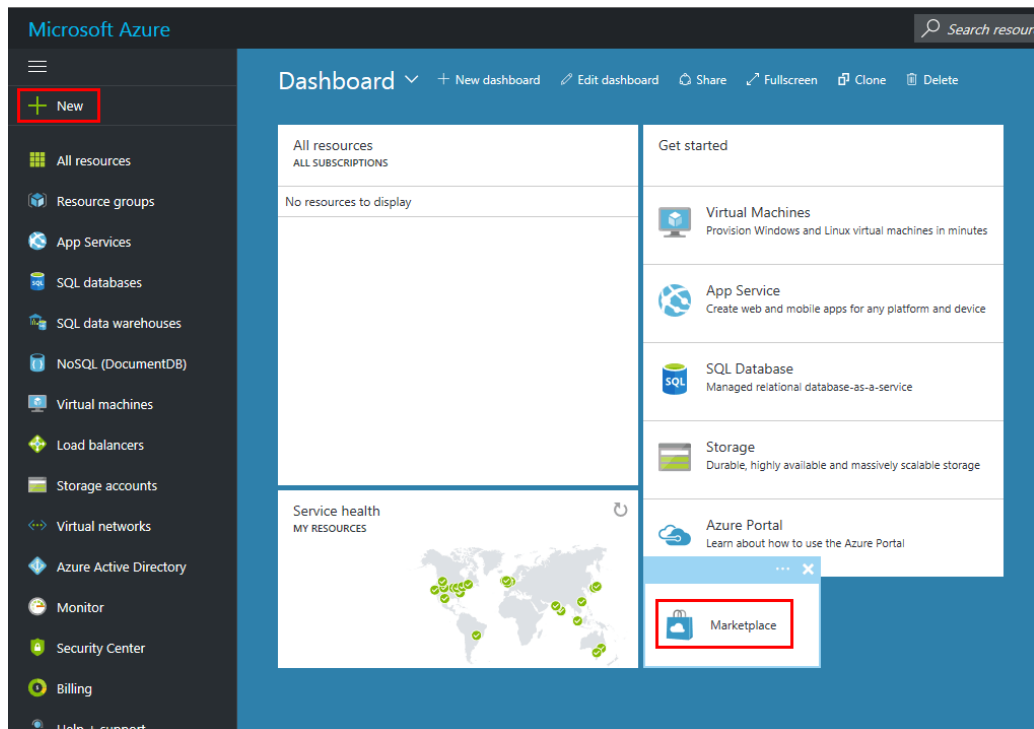 Microsoft Azure
Search resour
Dashboard
New dashboard
Edit dashboard
Share
Fullscreen
Clone
Delete
New
All resources
Resource groups
App Services
SQL databases
SQL data warehouses
NoSQL (DocumentDB)
Virtual machines
Load balancers
Storage accounts
Virtual networks
Azure Active Directory
Monitor
Security Center
Billing
Help + support
All resources
ALL SUBSCRIPTIONS
No resources to display
Service health
MY RESOURCES
Get started
Virtual Machines
Provision Windows and Linux virtual machines in minutes
App Service
Create web and mobile apps for any platform and device
SQL
SQL Database
Managed relational database-as-a-service
Storage
Durable, highly available and massively scalable storage
Azure Portal
Learn about how to use the Azure Portal
Marketplace